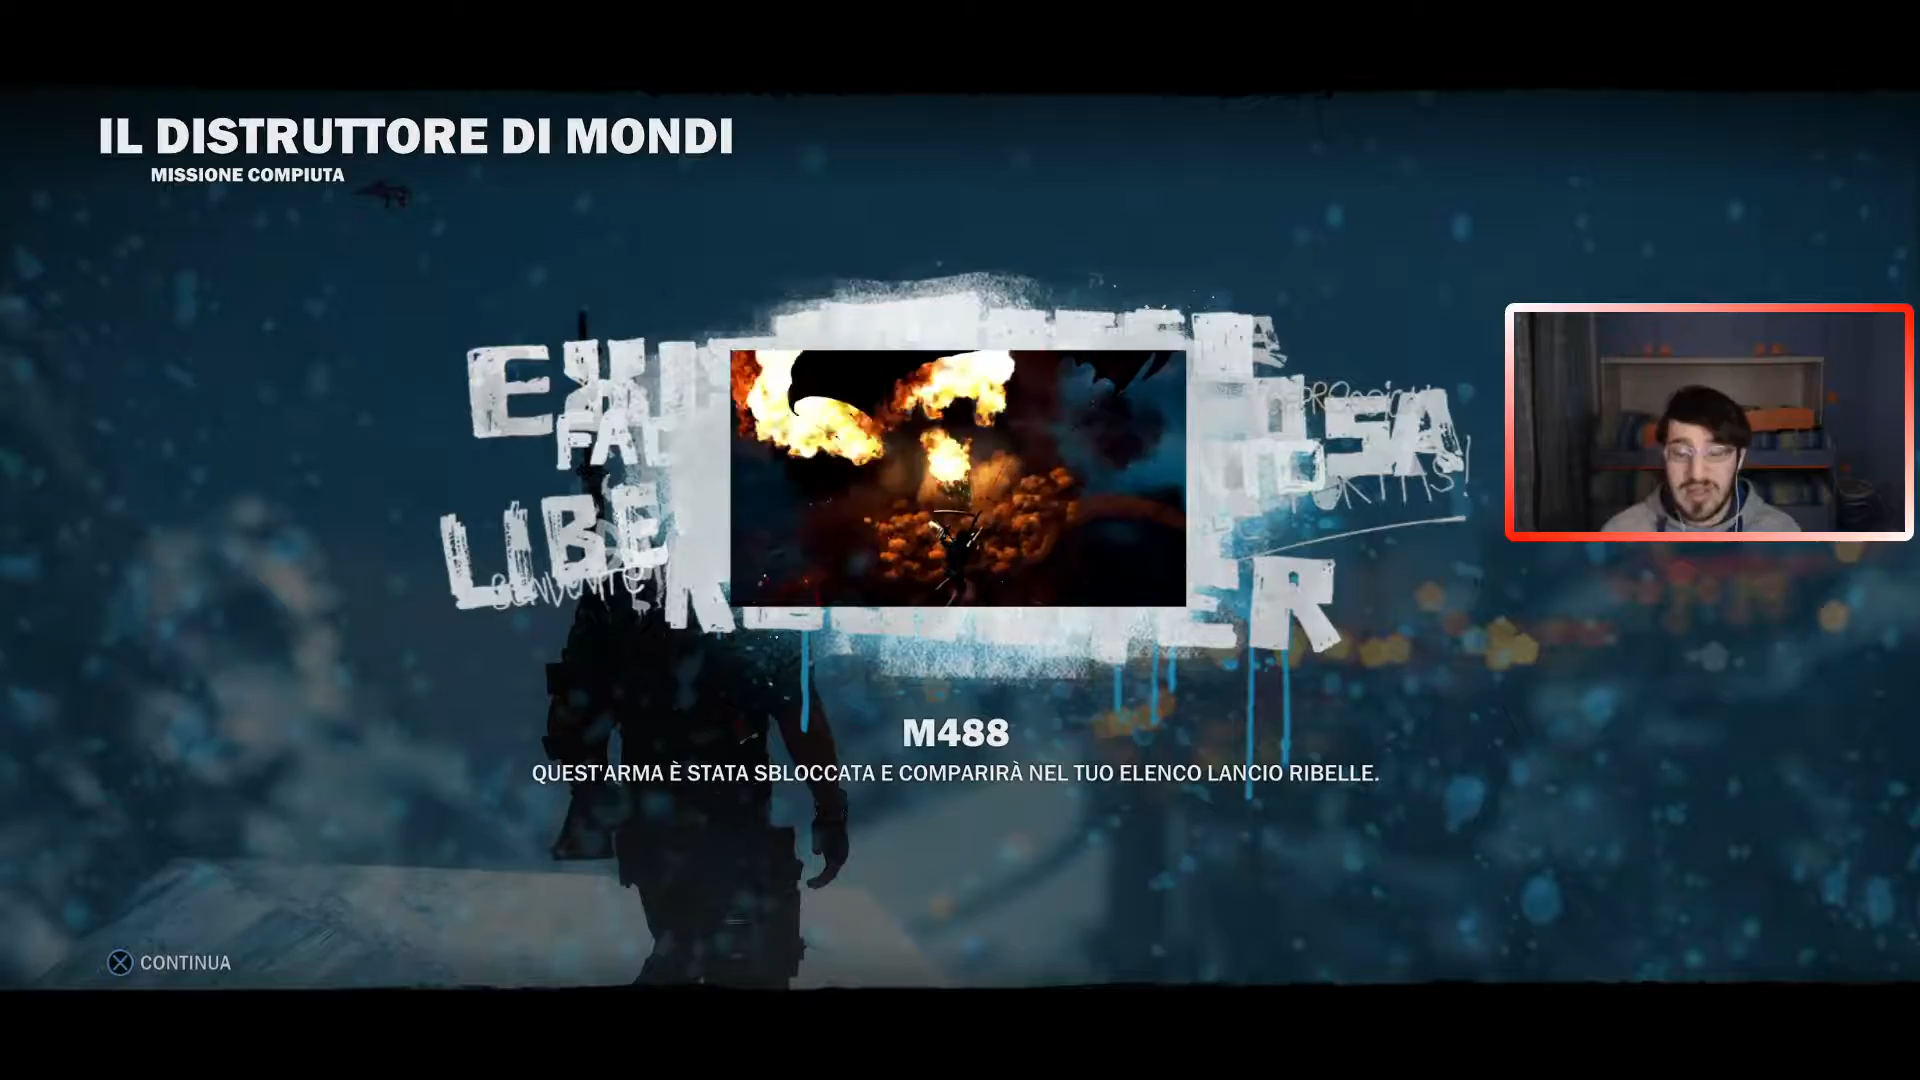 IL DISTRUTTORE DI MONDI
MISSIONE COMPIUTA
M488
QUEST'ARMA È STATA SBLOCCATA E COMPARIRÀ NEL TUO ELENCO LANCIO RIBELLE.
CONTINUA